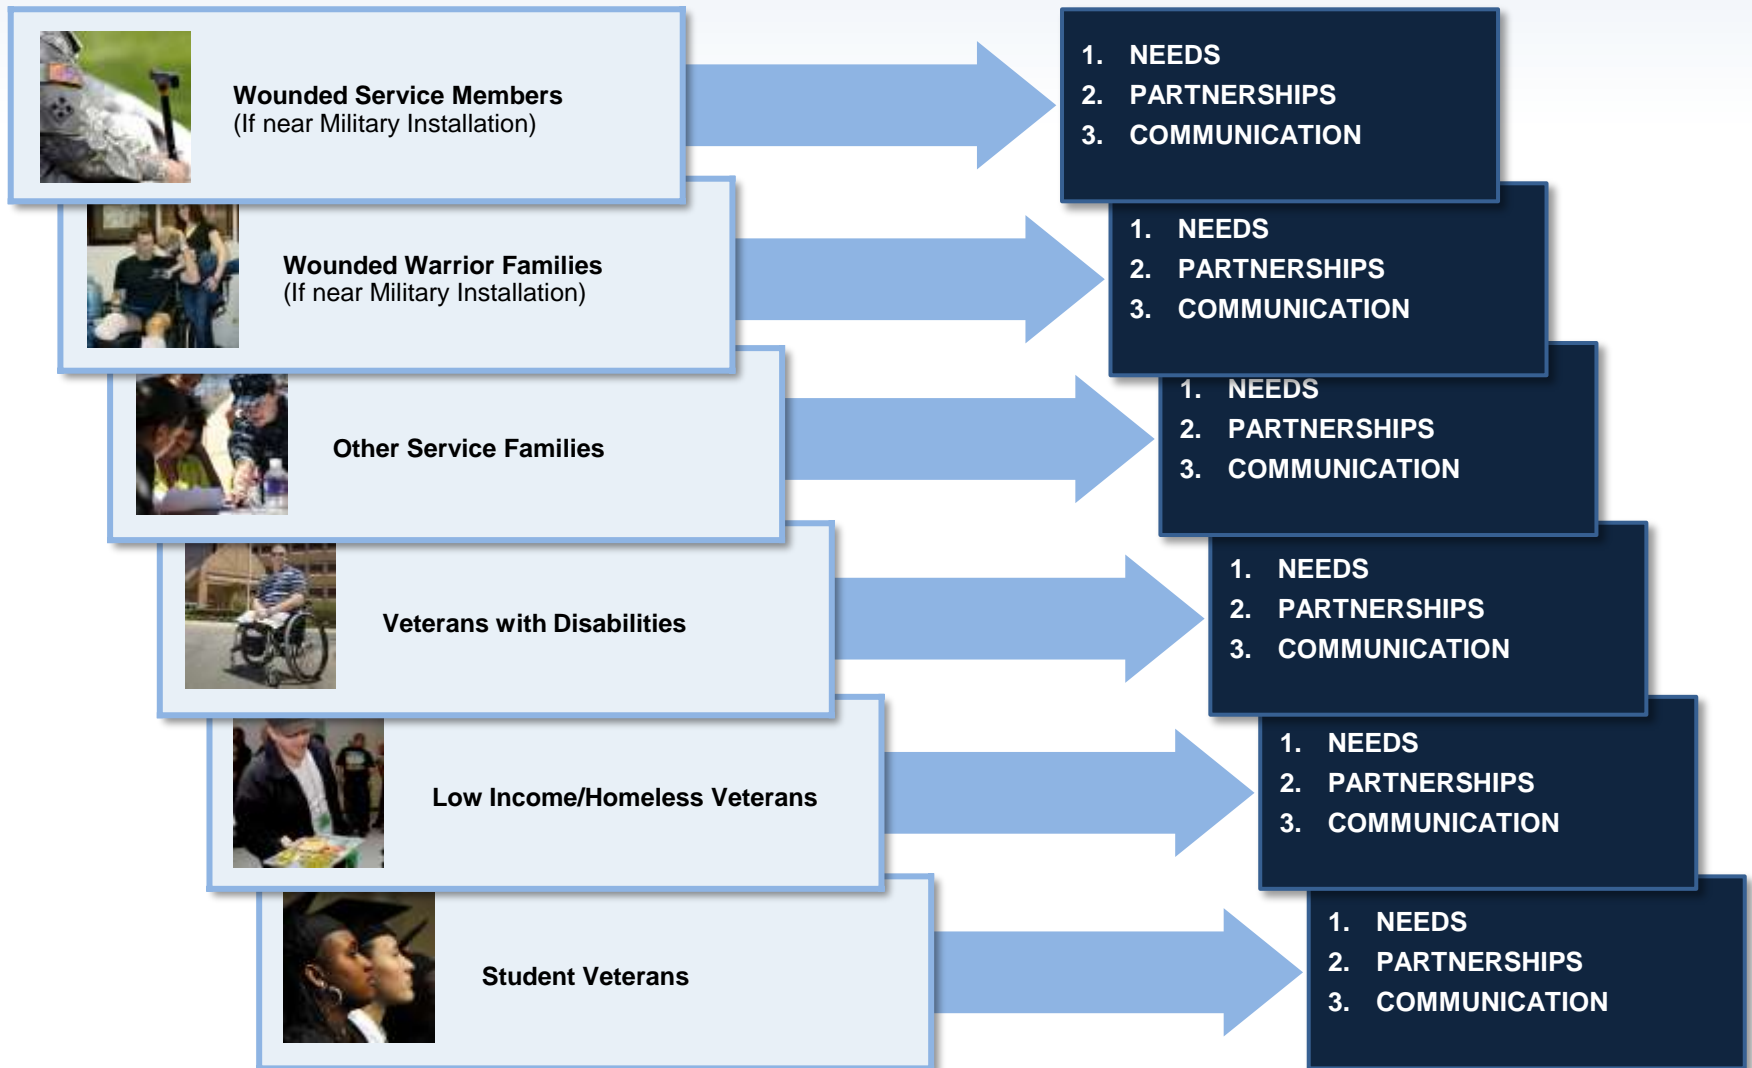 Wounded Service Members
(If near Military Installation)
1. NEEDS
2. PARTNERSHIPS
3. COMMUNICATION
Wounded Warrior Families
(If near Military Installation)
1. NEEDS
2. PARTNERSHIPS
3. COMMUNICATION
Other Service Families
1. NEEDS
2. PARTNERSHIPS
3. COMMUNICATION
Veterans with Disabilities
1. NEEDS
2. PARTNERSHIPS
3. COMMUNICATION
Low Income/Homeless Veterans
1. NEEDS
2. PARTNERSHIPS
3. COMMUNICATION
Student Veterans
1. NEEDS
2. PARTNERSHIPS
3. COMMUNICATION